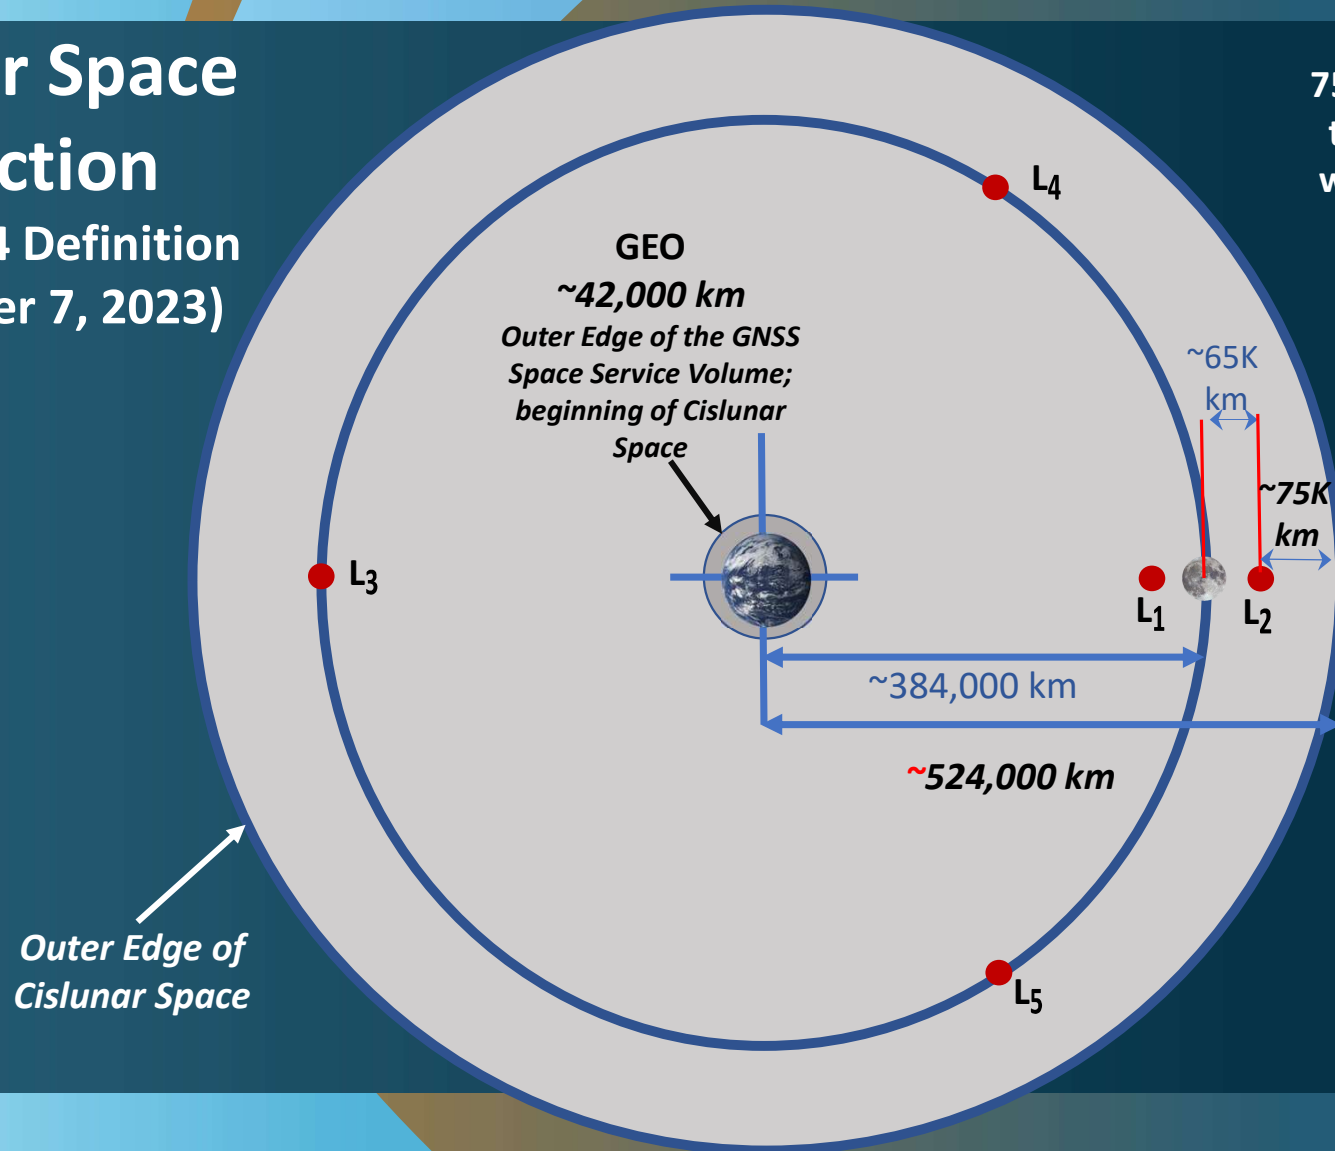 r Space
ction
4 Definition
er 7, 2023)
75
t
w
L4
GEO
~42,000 km
Outer Edge of the GNSS
Space Service Volume;
beginning of Cislunar
Space
~65K
km
~75K
km
L3
L1
L2
~384,000 km
~524,000 km
Outer Edge of
Cislunar Space
L5